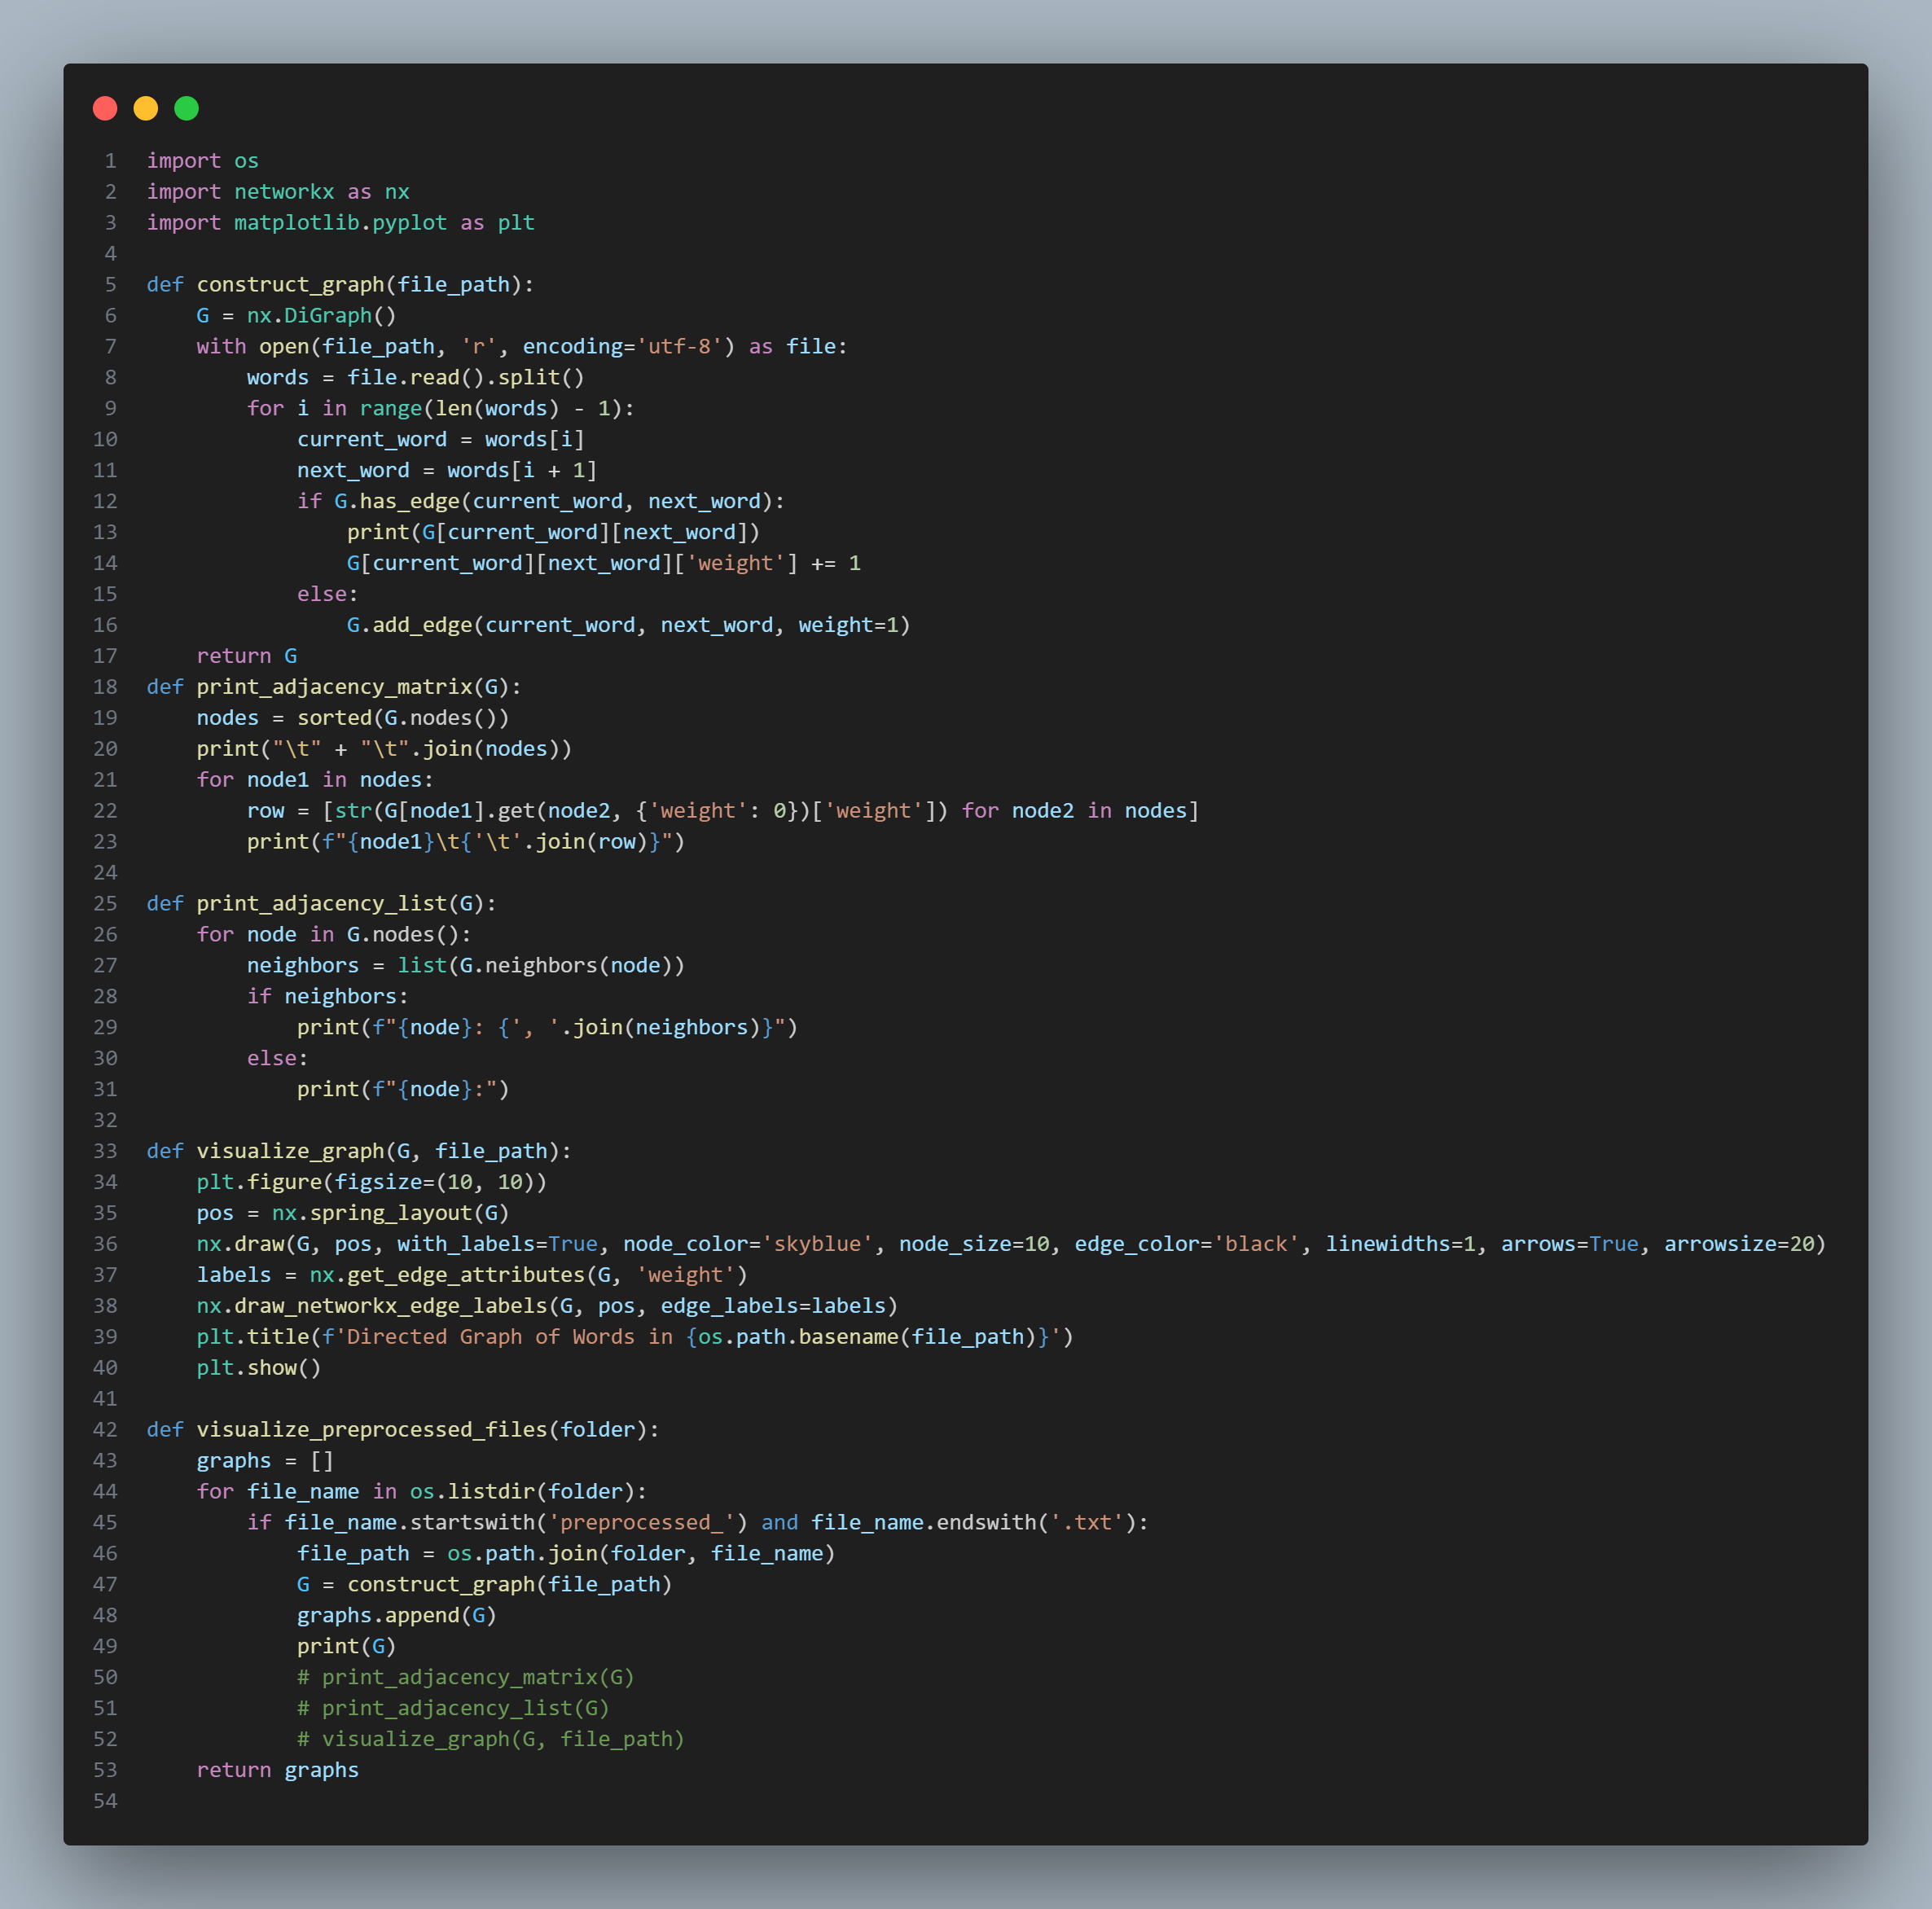 1 import os
2 import networkx as nx
3 import matplotlib.pyplot as plt
4
5 def construct_graph(file_path):
6     G = nx.DiGraph()
7     with open(file_path, 'r', encoding='utf-8') as file:
8         words = file.read().split()
9         for i in range(len(words) - 1):
10             current_word = words[i]
11             next_word = words[i + 1]
12             if G.has_edge(current_word, next_word):
13                 print(G[current_word][next_word])
14                 G[current_word][next_word]['weight'] += 1
15             else:
16                 G.add_edge(current_word, next_word, weight=1)
17     return G
18 def print_adjacency_matrix(G):
19     nodes = sorted(G.nodes())
20     print("\t" + "\t".join(nodes))
21     for node1 in nodes:
22         row = [str(G[node1].get(node2, {'weight': 0})['weight']) for node2 in nodes]
23         print(f"{node1}\t{'\t'.join(row)}")
24
25 def print_adjacency_list(G):
26     for node in G.nodes():
27         neighbors = list(G.neighbors(node))
28         if neighbors:
29             print(f"{node}: {', '.join(neighbors)}")
30         else:
31             print(f"{node}:")
32
33 def visualize_graph(G, file_path):
34     plt.figure(figsize=(10, 10))
35     pos = nx.spring_layout(G)
36     nx.draw(G, pos, with_labels=True, node_color='skyblue', node_size=10, edge_color='black', linewidths=1, arrows=True, arrowsize=20)
37     labels = nx.get_edge_attributes(G, 'weight')
38     nx.draw_networkx_edge_labels(G, pos, edge_labels=labels)
39     plt.title(f'Directed Graph of Words in {os.path.basename(file_path)}')
40     plt.show()
41
42 def visualize_preprocessed_files(folder):
43     graphs = []
44     for file_name in os.listdir(folder):
45         if file_name.startswith('preprocessed_') and file_name.endswith('.txt'):
46             file_path = os.path.join(folder, file_name)
47             G = construct_graph(file_path)
48             graphs.append(G)
49             print(G)
50             # print_adjacency_matrix(G)
51             # print_adjacency_list(G)
52             # visualize_graph(G, file_path)
53     return graphs
54